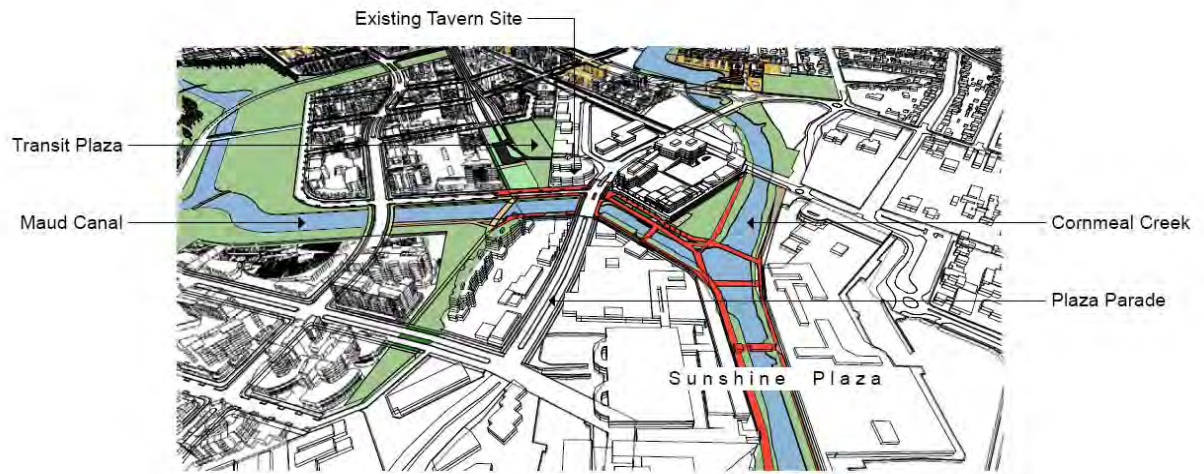 Existing Tavern Site
Transit Plaza
Maud Canal
Cornmeal Creek
Plaza Parade
Sunshine Plaza